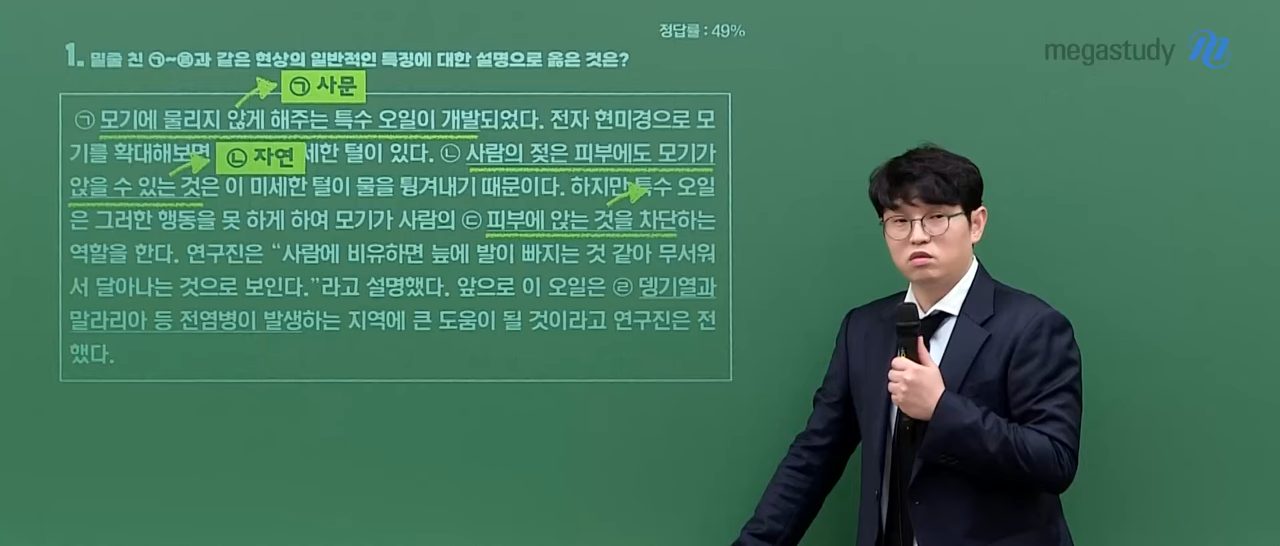 정답률 : 49%
megastudy
1. 밑줄 친 ㉠~㉣과 같은 현상의 일반적인 특징에 대한 설명으로 옳은 것은?
㉠ 사문
㉠ 모기에 물리지 않게 해주는 특수 오일이 개발되었다. 전자 현미경으로 모
기를 확대해보면 세한 털이 있다. ㉡ 사람의 젖은 피부에도 모기가
㉡ 자연
앉을 수 있는 것은 이 미세한 털이 물을 튕겨내기 때문이다. 하지만 특수 오일
은 그러한 행동을 못 하게 하여 모기가 사람의 ㉢ 피부에 앉는 것을 차단하는
역할을 한다. 연구진은 “사람에 비유하면 늪에 발이 빠지는 것 같아 무서워
서 달아나는 것으로 보인다.”라고 설명했다. 앞으로 이 오일은 ㉣ 뎅기열과
말라리아 등 전염병이 발생하는 지역에 큰 도움이 될 것이라고 연구진은 전
했다.